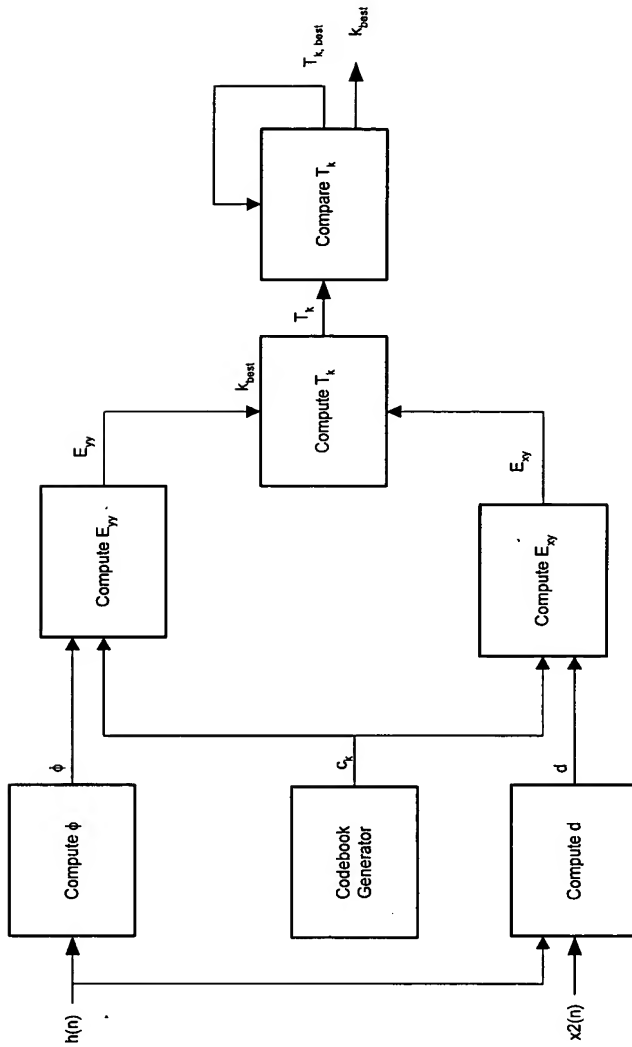 h(n)
Compute ϕ
ϕ
Compute E_yy
E_yy
Codebook
Generator
c_k
k_best
Compute T_k
T_k
Compare T_k
T_k, best
k_best
x2(n)
Compute d
d
Compute E_xy
E_xy